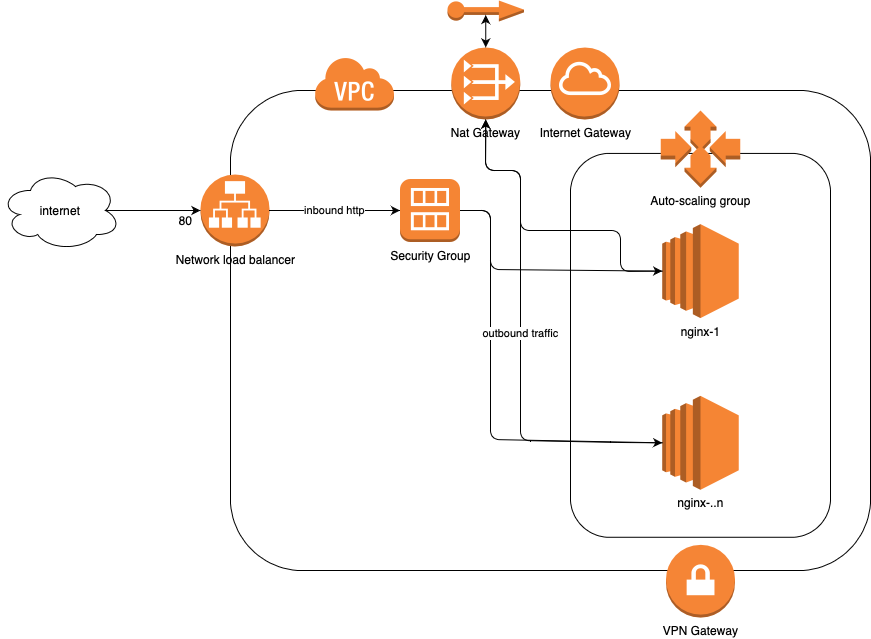 VPC
Nat Gateway
Internet Gateway
Auto-scaling group
internet
80
inbound http
Network load balancer
Security Group
nginx-1
outbound traffic
nginx-..n
VPN Gateway